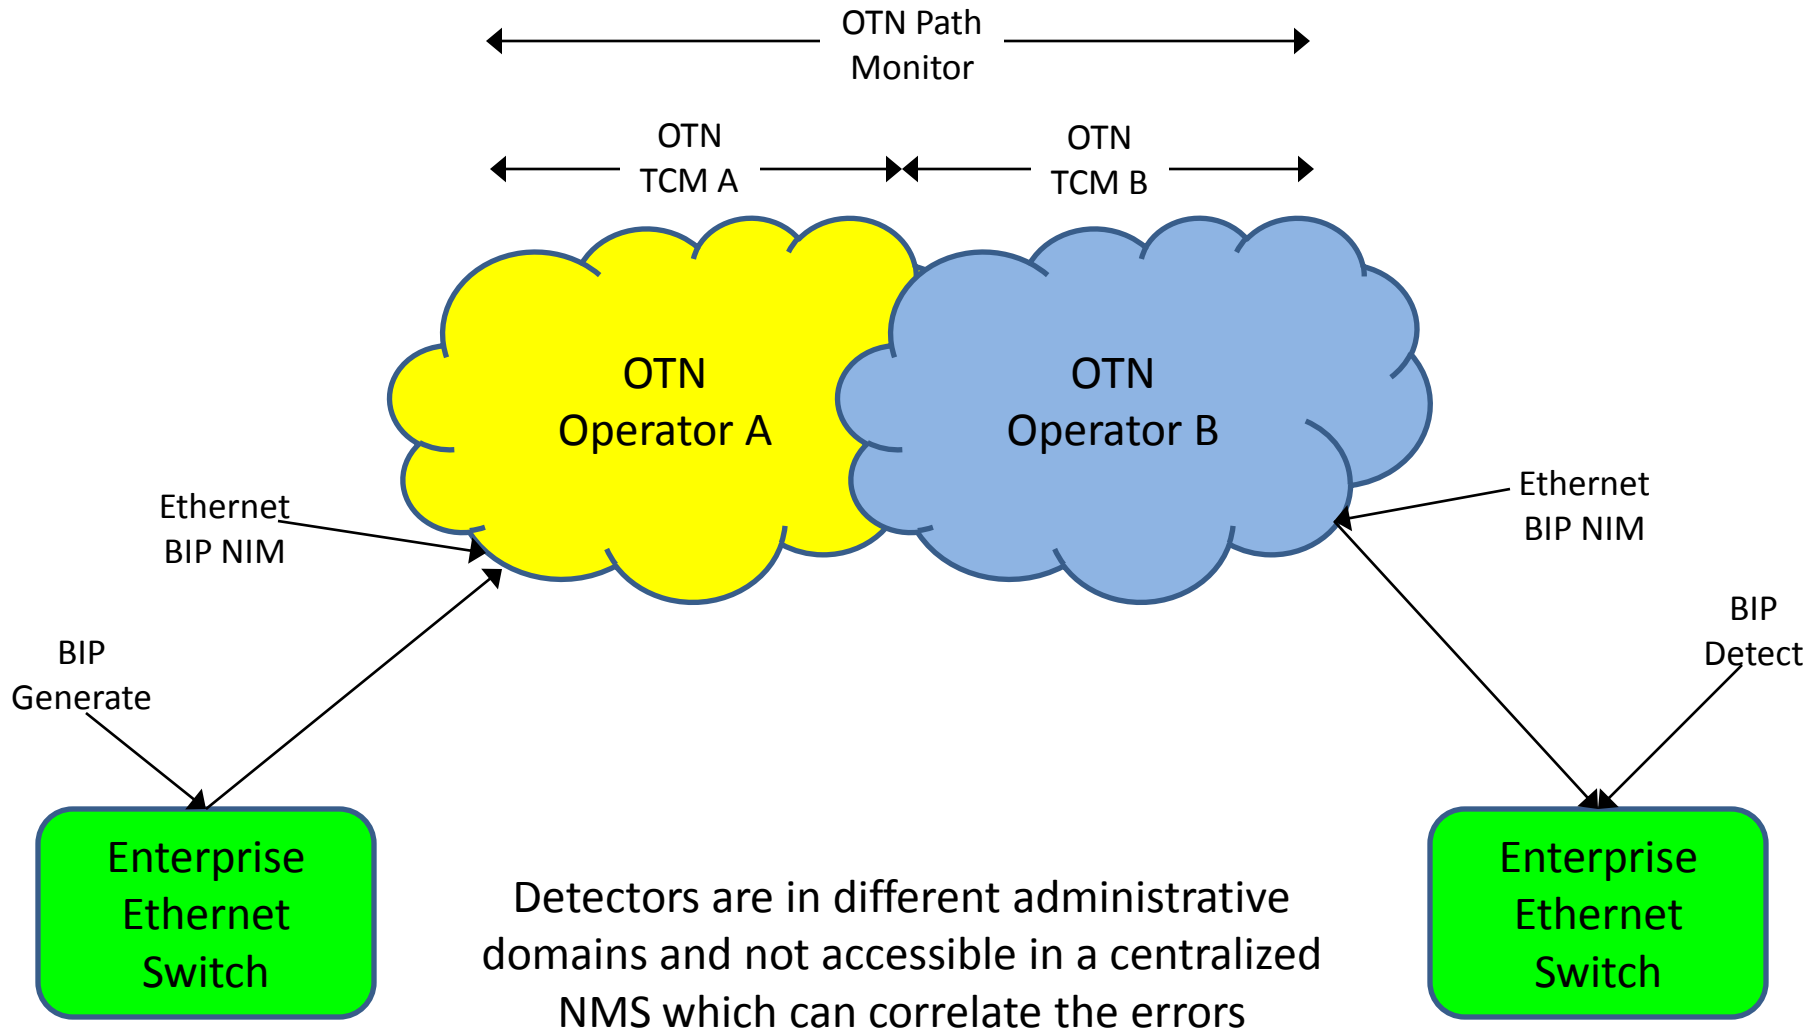 OTN Path
Monitor
OTN
TCM A
OTN
TCM B
OTN
Operator A
OTN
Operator B
Ethernet
BIP NIM
Ethernet
BIP NIM
BIP
Generate
BIP
Detect
Enterprise
Ethernet
Switch
Detectors are in different administrative
domains and not accessible in a centralized
NMS which can correlate the errors
Enterprise
Ethernet
Switch